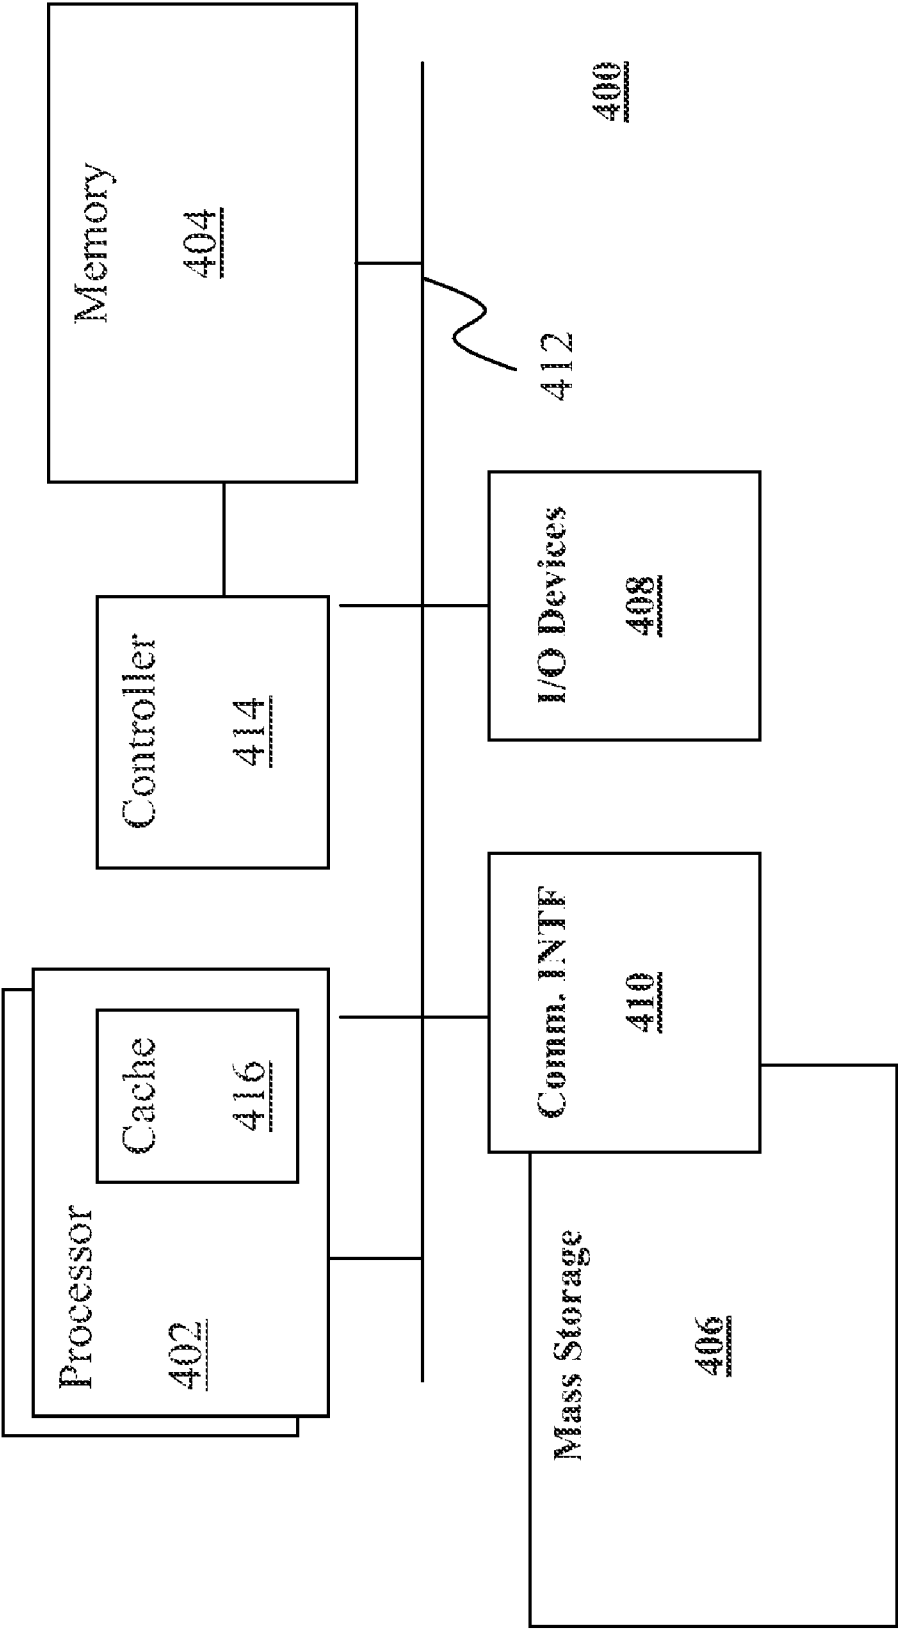 Processor
402
Cache
416
Controller
414
Memory
404
412
Mass Storage
406
Comm. INTF
410
I/O Devices
408
400